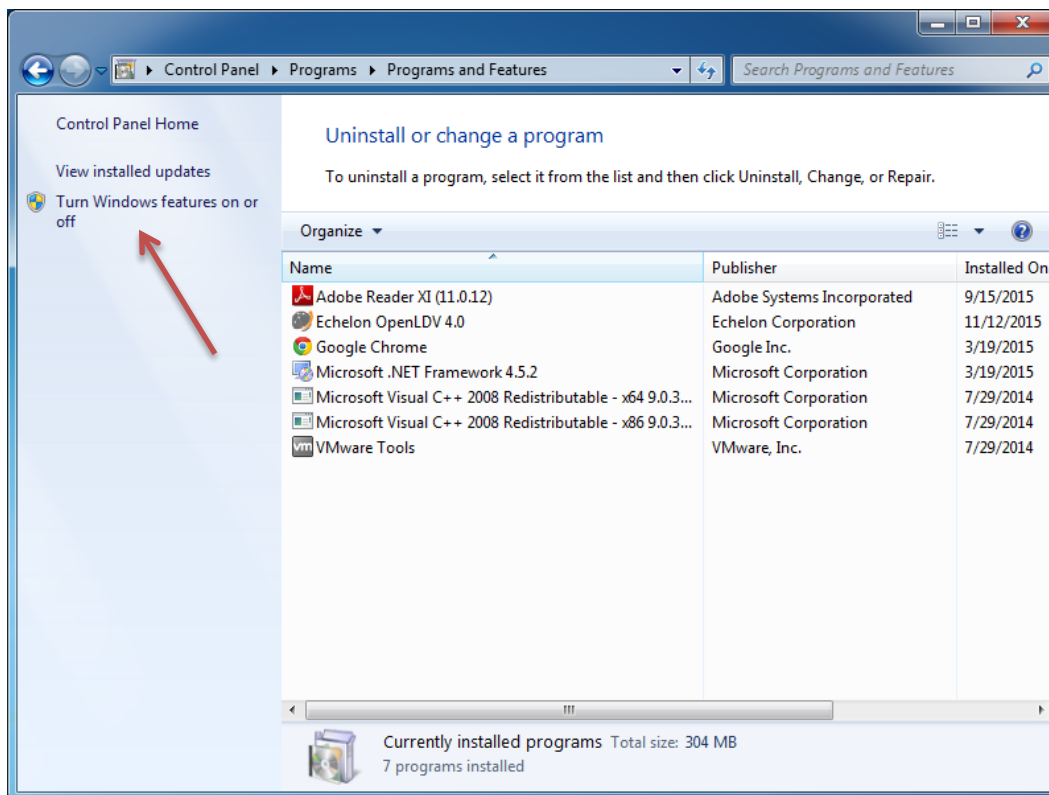 Control Panel Programs Programs and Features
Search Programs and Features
Control Panel Home
View installed updates
Turn Windows features on or
off
Uninstall or change a program
To uninstall a program, select it from the list and then click Uninstall, Change, or Repair.
Organize
Name Publisher Installed On
Adobe Reader XI (11.0.12) Adobe Systems Incorporated 9/15/2015
Echelon OpenLDV 4.0 Echelon Corporation 11/12/2015
Google Chrome Google Inc. 3/19/2015
Microsoft .NET Framework 4.5.2 Microsoft Corporation 3/19/2015
Microsoft Visual C++ 2008 Redistributable - x64 9.0.3... Microsoft Corporation 7/29/2014
Microsoft Visual C++ 2008 Redistributable - x86 9.0.3... Microsoft Corporation 7/29/2014
vm VMware Tools VMware, Inc. 7/29/2014
Currently installed programs Total size: 304 MB
7 programs installed